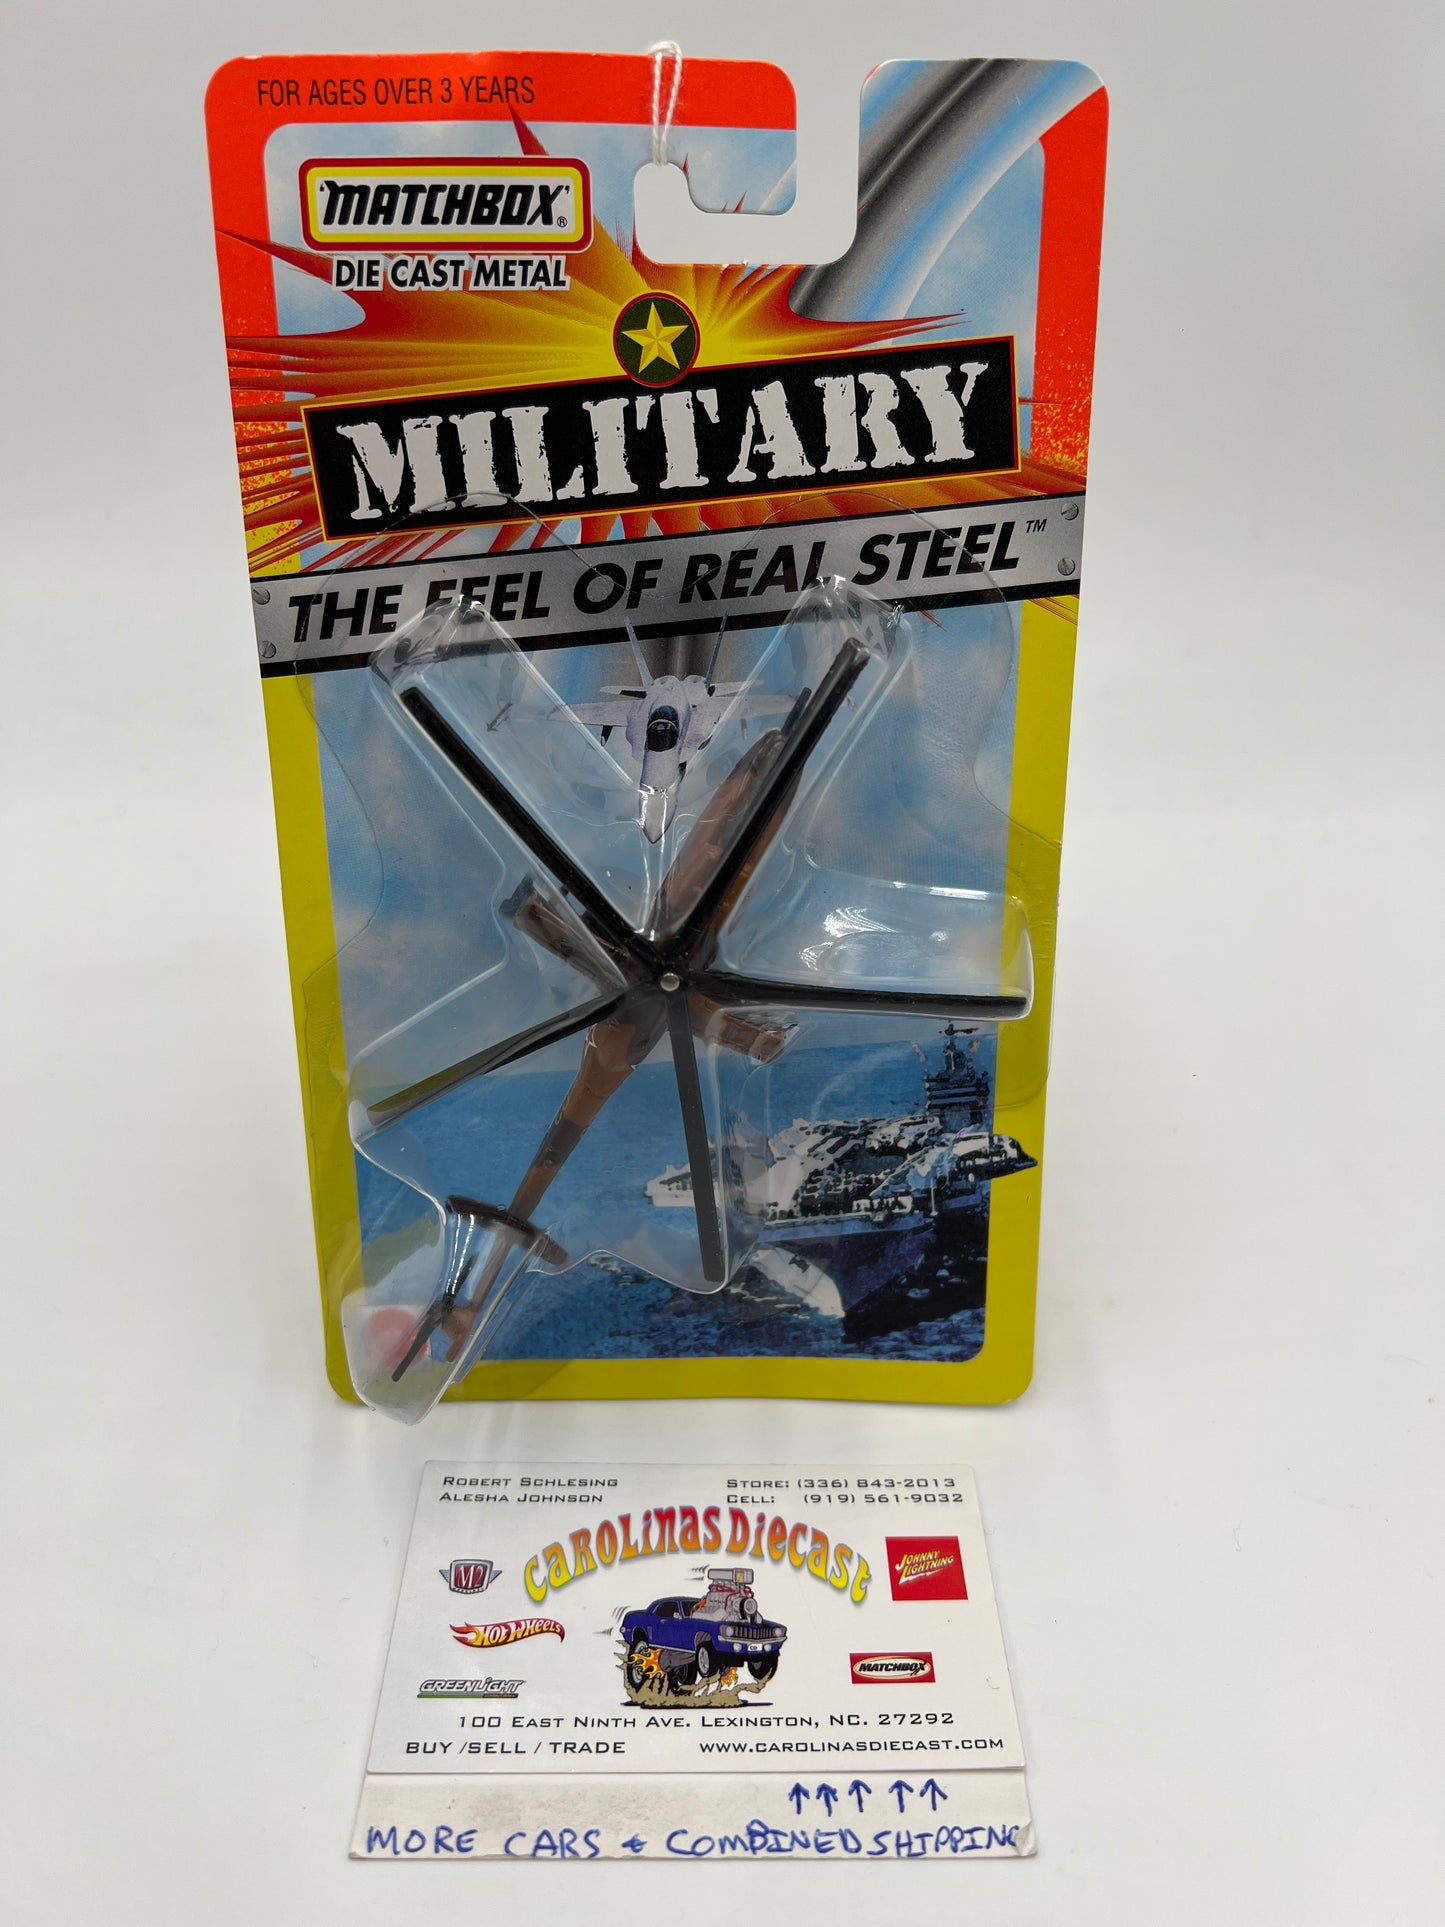 FOR AGES OVER 3 YEARS
'MATCHBOX'®
DIE CAST METAL
MILITARY
THE FEEL OF REAL STEEL™
ROBERT SCHLESING
ALESHA JOHNSON
STORE: (336) 843-2013
CELL: (919) 561-9032
CAROLINAS DIECAST
M2
JOHNNY LIGHTNING
HOT WHEELS
MATCHBOX
GREENLIGHT
100 EAST NINTH AVE. LEXINGTON, NC. 27292
BUY /SELL / TRADE
WWW.CAROLINASDIECAST.COM
↑↑↑ ↑↑
MORE CARS & COMBINED SHIPPING